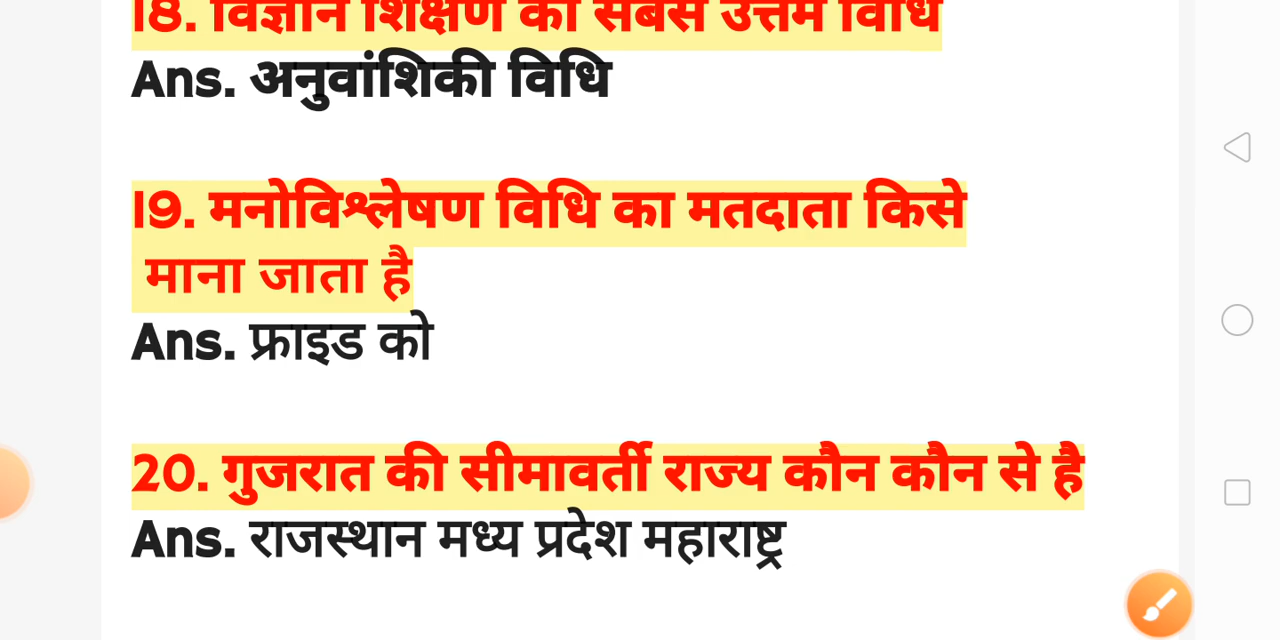 18. विज्ञान शिक्षण की सबसे उत्तम विधि
Ans. अनुवांशिकी विधि
19. मनोविश्लेषण विधि का मतदाता किसे
माना जाता है
Ans. फ्राइड को
20. गुजरात की सीमावर्ती राज्य कौन कौन से है
Ans. राजस्थान मध्य प्रदेश महाराष्ट्र